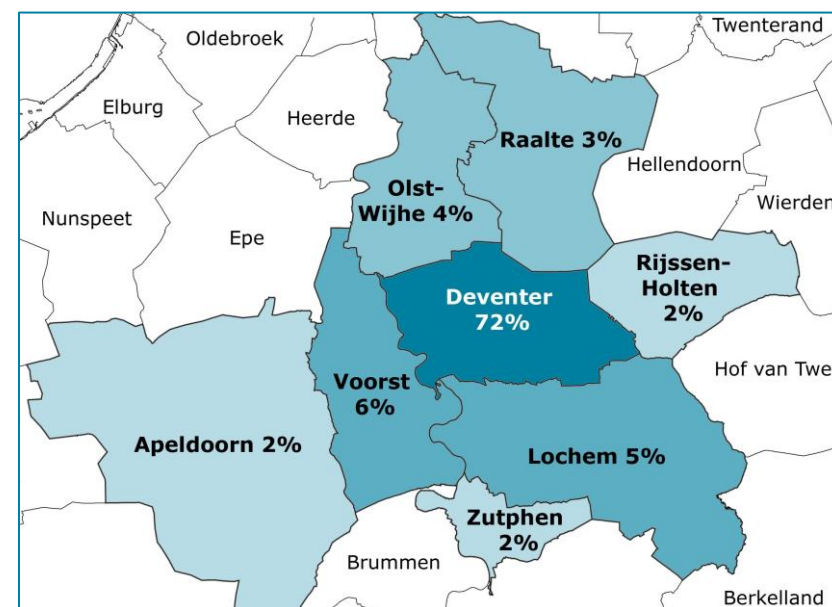 Twenterand
Oldebroek
Elburg
Heerde
Raalte 3%
Hellendoorn
Olst-
Wijhe 4%
Wierden
Nunspeet
Epe
Rijssen-
Holten
2%
Deventer
72%
Hof van Twe
Voorst
6%
Apeldoorn 2%
Lochem 5%
Zutphen
2%
Brummen
Berkelland